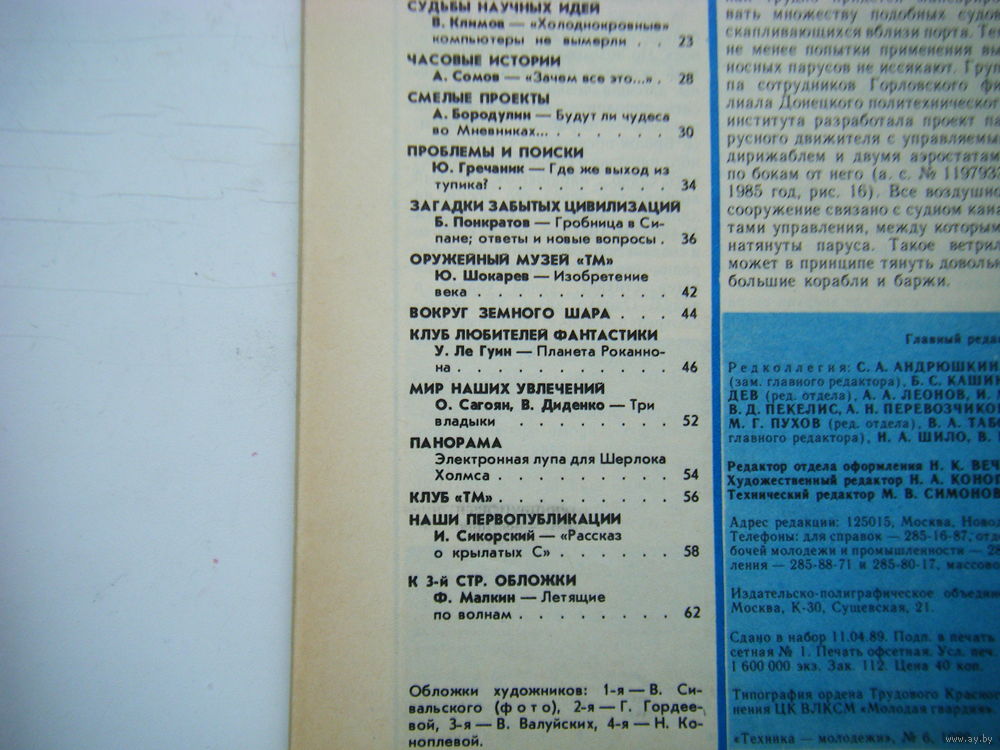 СУДЬБЫ НАУЧНЫХ ИДЕЙ
В. Климов — «Холоднокровные»
компьютеры не вымерли . . 23
ЧАСОВЫЕ ИСТОРИИ
А. Сомов — «Зачем все это...» . 28
СМЕЛЫЕ ПРОЕКТЫ
А. Бородулин — Будут ли чудеса
во Мневниках... . . . . . . 30
ПРОБЛЕМЫ И ПОИСКИ
Ю. Гречаник — Где же выход из
тупика? . . . . . . . . . 34
ЗАГАДКИ ЗАБЫТЫХ ЦИВИЛИЗАЦИЙ
Б. Понкратов — Гробница в Си-
пане; ответы и новые вопросы . 36
ОРУЖЕЙНЫЙ МУЗЕЙ «ТМ»
Ю. Шокарев — Изобретение
века . . . . . . . . . . 42
ВОКРУГ ЗЕМНОГО ШАРА . . . 44
КЛУБ ЛЮБИТЕЛЕЙ ФАНТАСТИКИ
У. Ле Гуин — Планета Роканно-
на . . . . . . . . . . . 46
МИР НАШИХ УВЛЕЧЕНИЙ
О. Сагоян, В. Диденко — Три
владыки . . . . . . . . 52
ПАНОРАМА
Электронная лупа для Шерлока
Холмса . . . . . . . . . 54
КЛУБ «ТМ» . . . . . . . . . 56
НАШИ ПЕРВОПУБЛИКАЦИИ
И. Сикорский — «Рассказ
о крылатых С» . . . . . . 58
К 3-й СТР. ОБЛОЖКИ
Ф. Малкин — Летящие
по волнам . . . . . . . . 62
Обложки художников: 1-я — В. Си-
вальского (фото), 2-я — Г. Гордее-
вой, 3-я — В. Валуйских, 4-я — Н. Ко-
ноплевой.
вать множеству подобных судов
скапливающихся вблизи порта. Тем
не менее попытки применения вы-
носных парусов не иссякают. Груп-
па сотрудников Горловского фи-
лиала Донецкого политехнического
института разработала проект па-
русного движителя с управляемым
дирижаблем и двумя аэростатами
по бокам от него (а. с. № 1197933
1985 год, рис. 16). Все воздушное
сооружение связано с судном кана-
тами управления, между которыми
натянуты паруса. Такое ветрил
может в принципе тянуть довольн
большие корабли и баржи.
Главный реда
Редколлегия: С. А. АНДРЮШКИН
(зам. главного редактора), Б. С. КАШИН
ДЕВ (ред. отдела), А. А. ЛЕОНОВ, И.
В. Д. ПЕКЕЛИС, А. Н. ПЕРЕВОЗЧИКОВ
М. Г. ПУХОВ (ред. отдела), В. А. ТАБО
главного редактора), Н. А. ШИЛО, В.
Редактор отдела оформления Н. К. ВЕЧ
Художественный редактор Н. А. КОНОП
Технический редактор М. В. СИМОНОВ
Адрес редакции: 125015, Москва, Новод
Телефоны: для справок — 285-16-87, отд
бочей молодежи и промышленности — 28
ления — 285-88-71 и 285-80-17, массово
Издательско-полиграфическое объедин
Москва, К-30, Сущевская, 21.
Сдано в набор 11.04.89. Подп. в печать
сетная № 1. Печать офсетная. Усл. печ.
1 600 000 экз. Зак. 112. Цена 40 коп.
Типография ордена Трудового Красног
нения ЦК ВЛКСМ «Молодая гвардия».
«Техника — молодежи», № 6,
www.ay.by